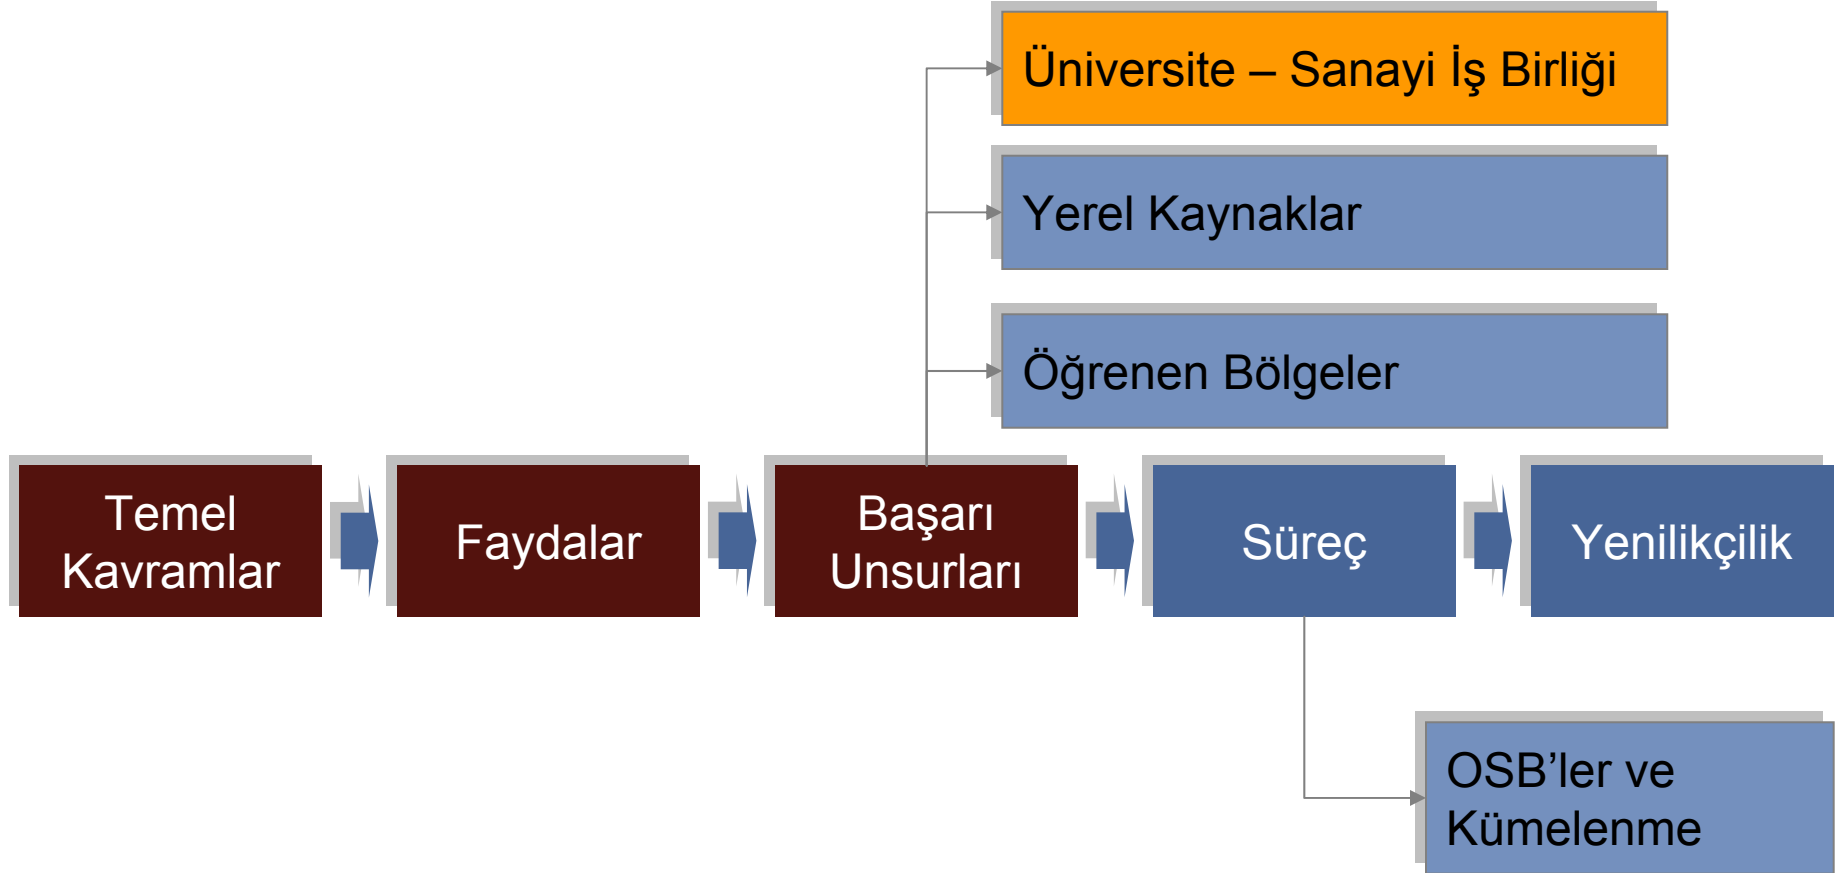 Üniversite – Sanayi İş Birliği
Yerel Kaynaklar
Öğrenen Bölgeler
Temel
Kavramlar
Faydalar
Başarı
Unsurları
Süreç
Yenilikçilik
OSB’ler ve
Kümelenme